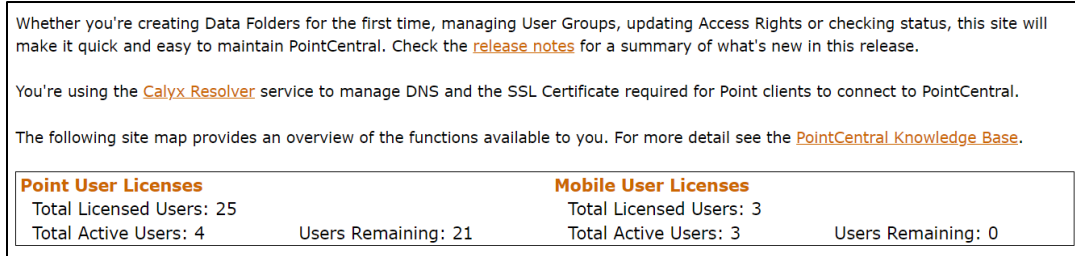 Whether you're creating Data Folders for the first time, managing User Groups, updating Access Rights or checking status, this site will
make it quick and easy to maintain PointCentral. Check the release notes for a summary of what's new in this release.
You're using the Calyx Resolver service to manage DNS and the SSL Certificate required for Point clients to connect to PointCentral.
The following site map provides an overview of the functions available to you. For more detail see the PointCentral Knowledge Base.
Point User Licenses Mobile User Licenses
Total Licensed Users: 25 Total Licensed Users: 3
Total Active Users: 4 Users Remaining: 21 Total Active Users: 3 Users Remaining: 0